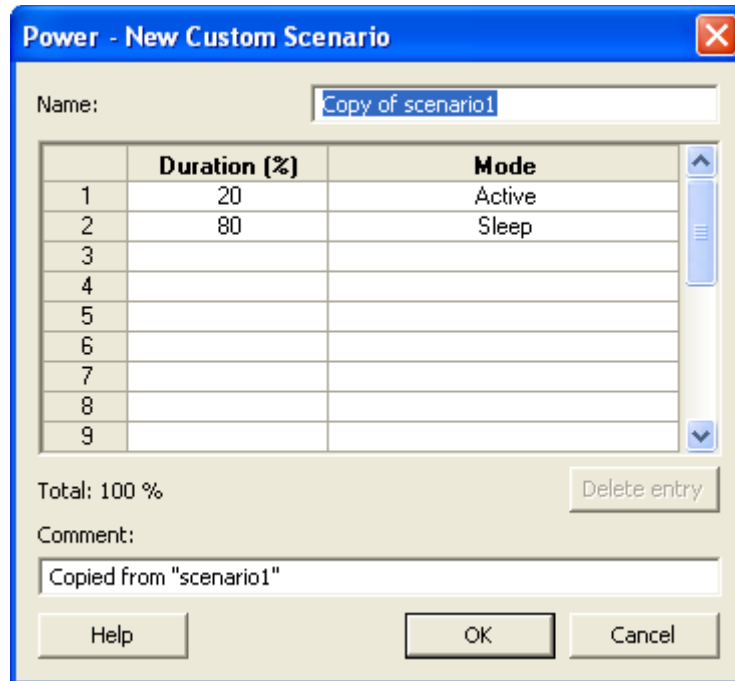 Power - New Custom Scenario
Name: Copy of scenario1
Duration (%) Mode
1 20 Active
2 80 Sleep
3
4
5
6
7
8
9
Total: 100 % Delete entry
Comment:
Copied from "scenario1"
Help OK Cancel